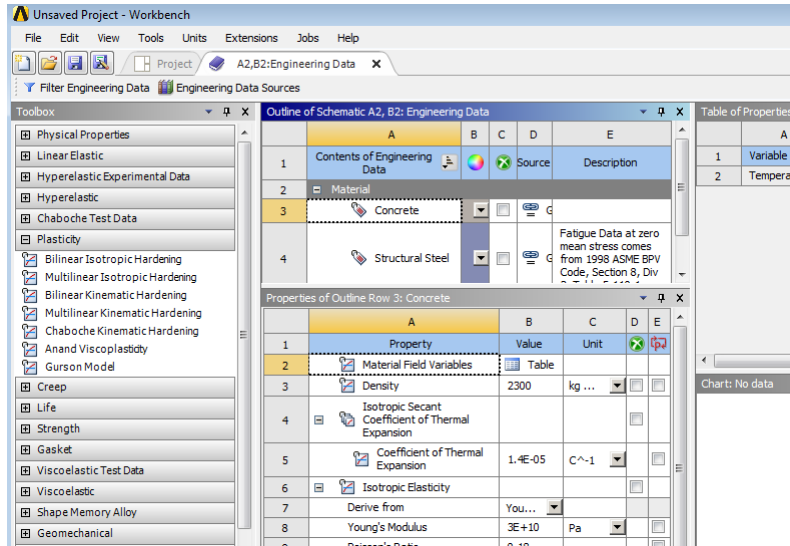 Unsaved Project - Workbench
File Edit View Tools Units Extensions Jobs Help
Project A2,B2:Engineering Data X
Filter Engineering Data Engineering Data Sources
Toolbox
Physical Properties
Linear Elastic
Hyperelastic Experimental Data
Hyperelastic
Chaboche Test Data
Plasticity
Bilinear Isotropic Hardening
Multilinear Isotropic Hardening
Bilinear Kinematic Hardening
Multilinear Kinematic Hardening
Chaboche Kinematic Hardening
Anand Viscoplasticity
Gurson Model
Creep
Life
Strength
Gasket
Viscoelastic Test Data
Viscoelastic
Shape Memory Alloy
Geomechanical
Outline of Schematic A2, B2: Engineering Data
A B C D E
1 Contents of Engineering Data Source Description
2 Material
3 Concrete G
4 Structural Steel G
Fatigue Data at zero
mean stress comes
from 1998 ASME BPV
Code, Section 8, Div
Properties of Outline Row 3: Concrete
A B C D E
1 Property Value Unit
2 Material Field Variables Table
3 Density 2300 kg ...
4 Isotropic Secant
Coefficient of Thermal
Expansion
5 Coefficient of Thermal
Expansion 1.4E-05 C^-1
6 Isotropic Elasticity
7 Derive from You...
8 Young's Modulus 3E+10 Pa
Table of Properties
A
1 Variable
2 Tempera
Chart: No data